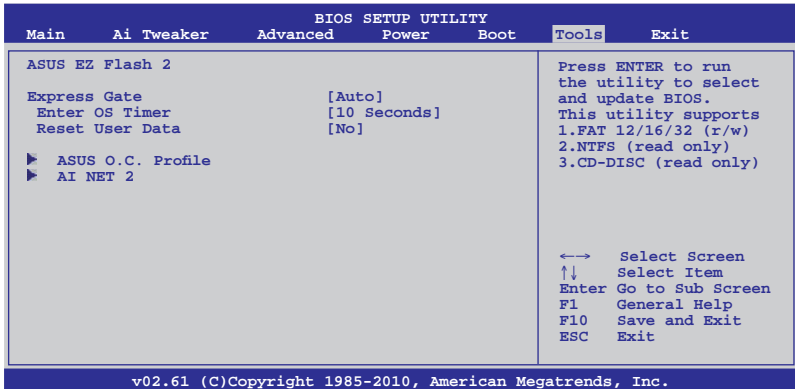 BIOS SETUP UTILITY
Main Ai Tweaker Advanced Power Boot Tools Exit
ASUS EZ Flash 2
Express Gate [Auto]
Enter OS Timer [10 Seconds]
Reset User Data [No]
ASUS O.C. Profile
AI NET 2
Press ENTER to run
the utility to select
and update BIOS.
This utility supports
1.FAT 12/16/32 (r/w)
2.NTFS (read only)
3.CD-DISC (read only)
←→ Select Screen
↑↓ Select Item
Enter Go to Sub Screen
F1 General Help
F10 Save and Exit
ESC Exit
v02.61 (C)Copyright 1985-2010, American Megatrends, Inc.